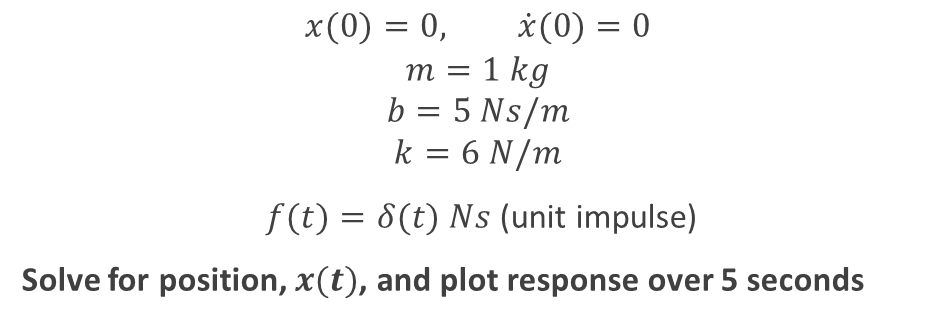 x(0) = 0, ẋ(0) = 0
m = 1 kg
b = 5 Ns/m
k = 6 N/m
f(t) = δ(t) Ns (unit impulse)
Solve for position, x(t), and plot response over 5 seconds